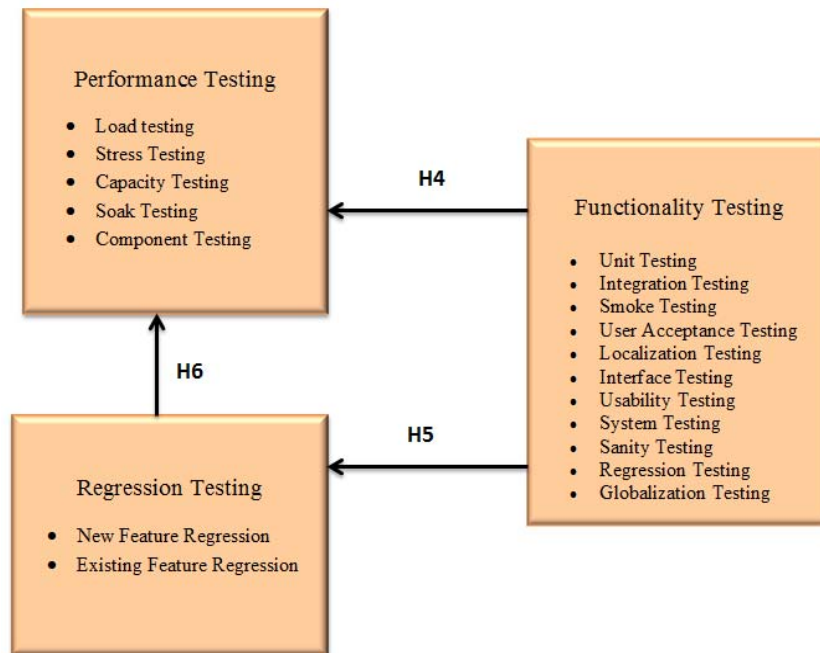 Performance Testing
• Load testing
• Stress Testing
• Capacity Testing
• Soak Testing
• Component Testing
H4
Functionality Testing
• Unit Testing
• Integration Testing
• Smoke Testing
• User Acceptance Testing
• Localization Testing
• Interface Testing
• Usability Testing
• System Testing
• Sanity Testing
• Regression Testing
• Globalization Testing
H6
H5
Regression Testing
• New Feature Regression
• Existing Feature Regression